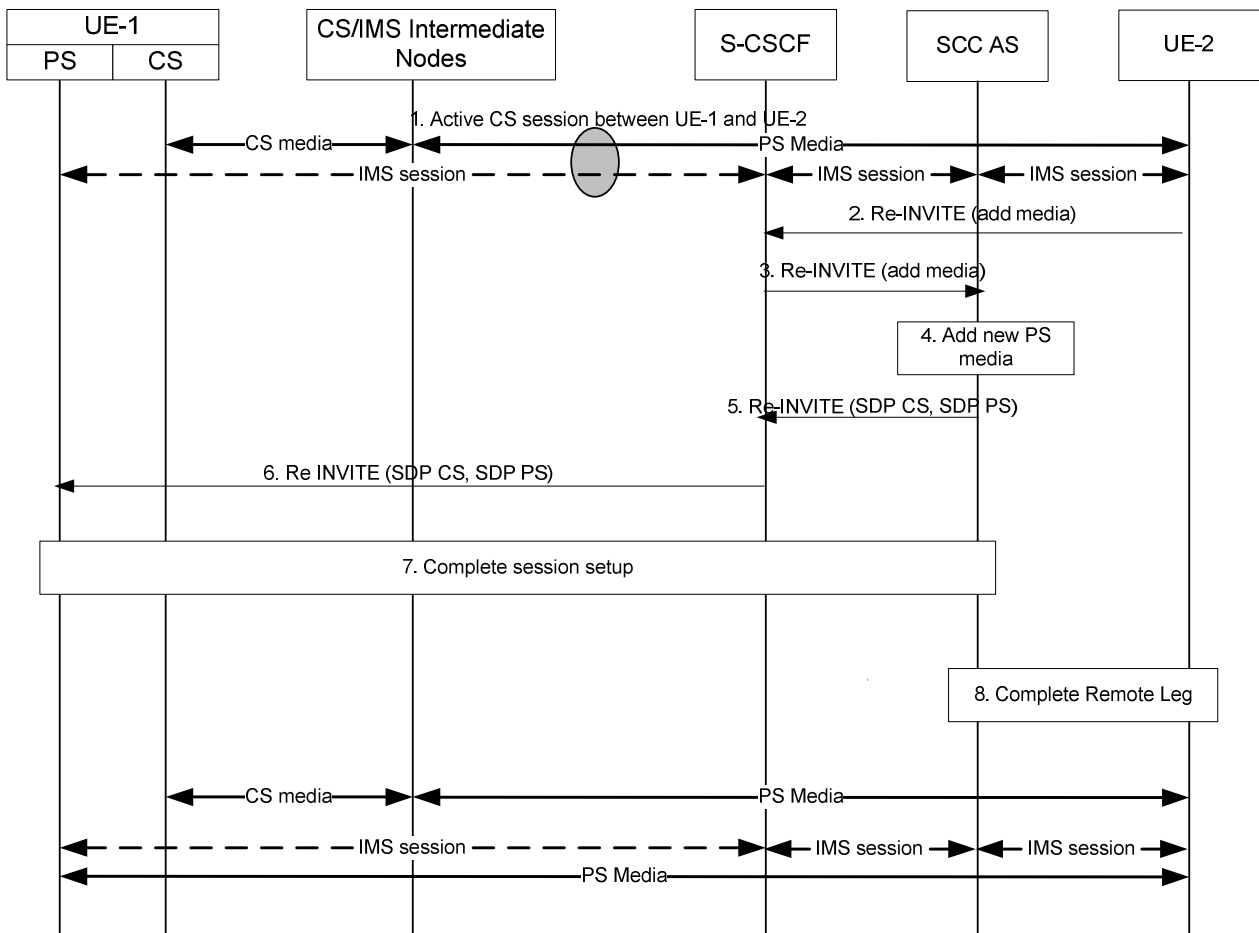 UE-1
PS
CS
CS/IMS Intermediate
Nodes
S-CSCF
SCC AS
UE-2
1. Active CS session between UE-1 and UE-2
CS media
PS Media
IMS session
IMS session
IMS session
2. Re-INVITE (add media)
3. Re-INVITE (add media)
4. Add new PS
media
5. Re-INVITE (SDP CS, SDP PS)
6. Re INVITE (SDP CS, SDP PS)
7. Complete session setup
8. Complete Remote Leg
CS media
PS Media
IMS session
IMS session
IMS session
PS Media